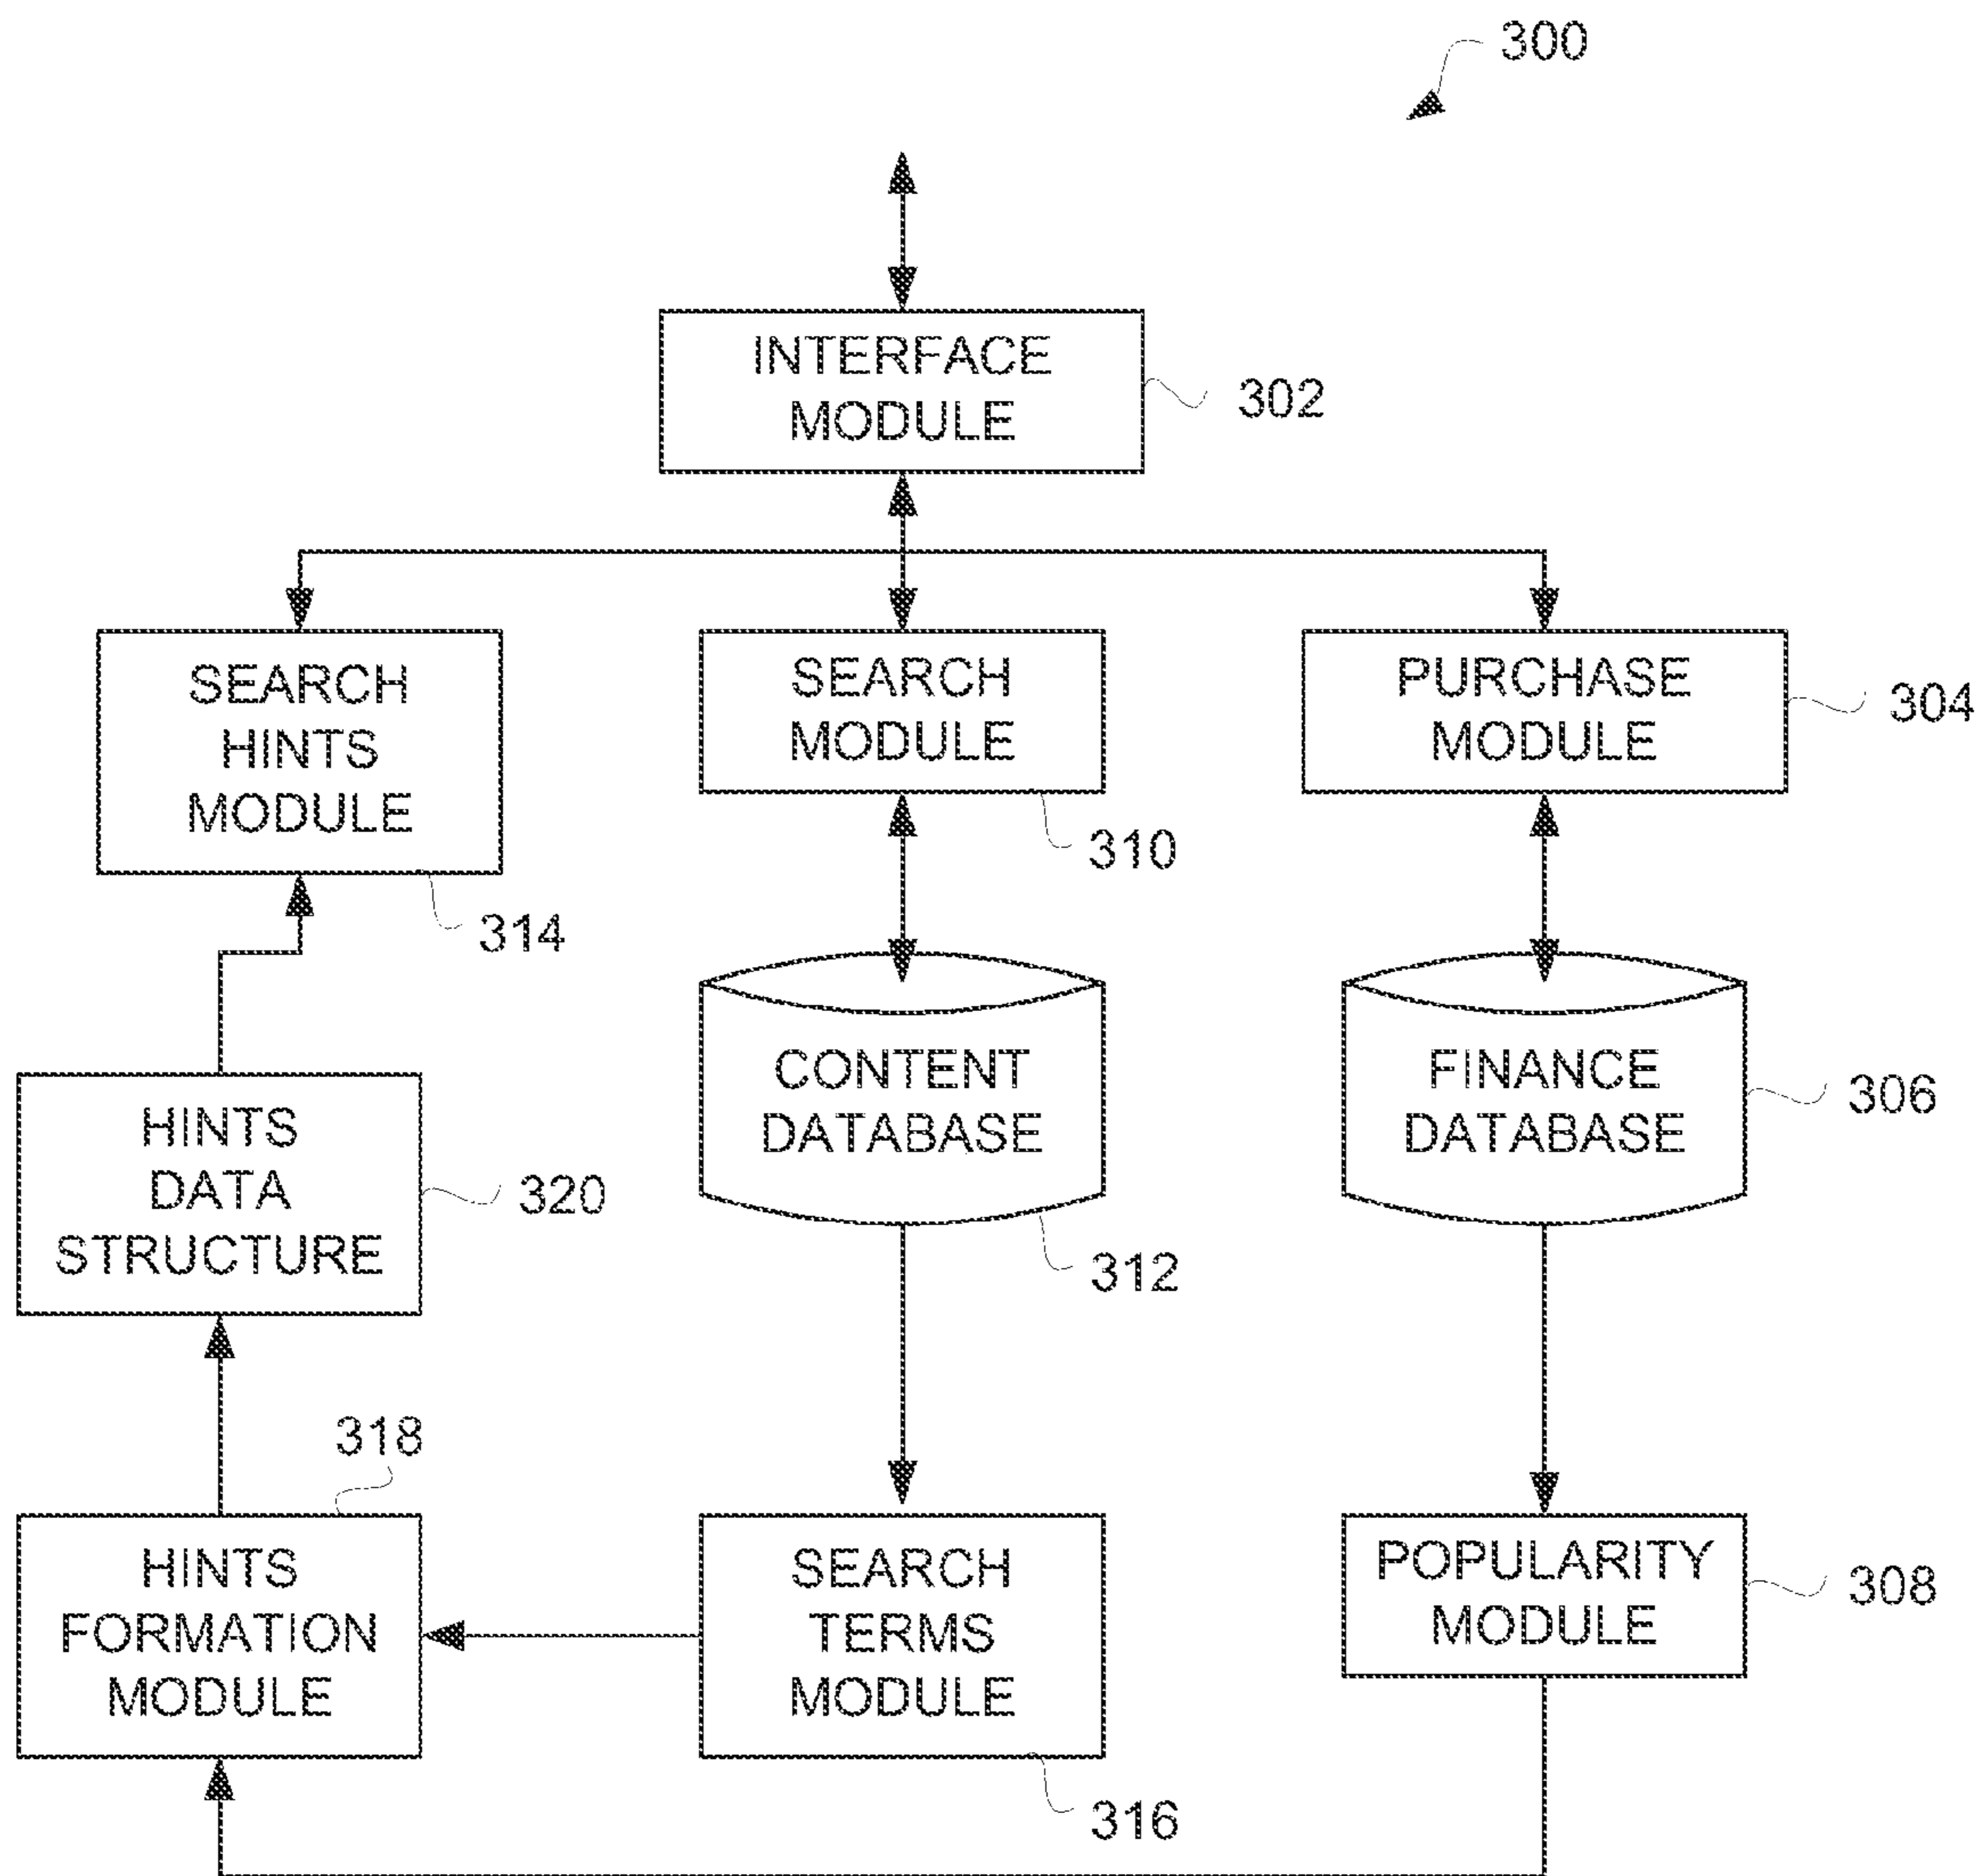 300
INTERFACE
MODULE
302
SEARCH
HINTS
MODULE
314
SEARCH
MODULE
310
PURCHASE
MODULE
304
HINTS
DATA
STRUCTURE
320
CONTENT
DATABASE
312
FINANCE
DATABASE
306
318
HINTS
FORMATION
MODULE
SEARCH
TERMS
MODULE
316
POPULARITY
MODULE
308